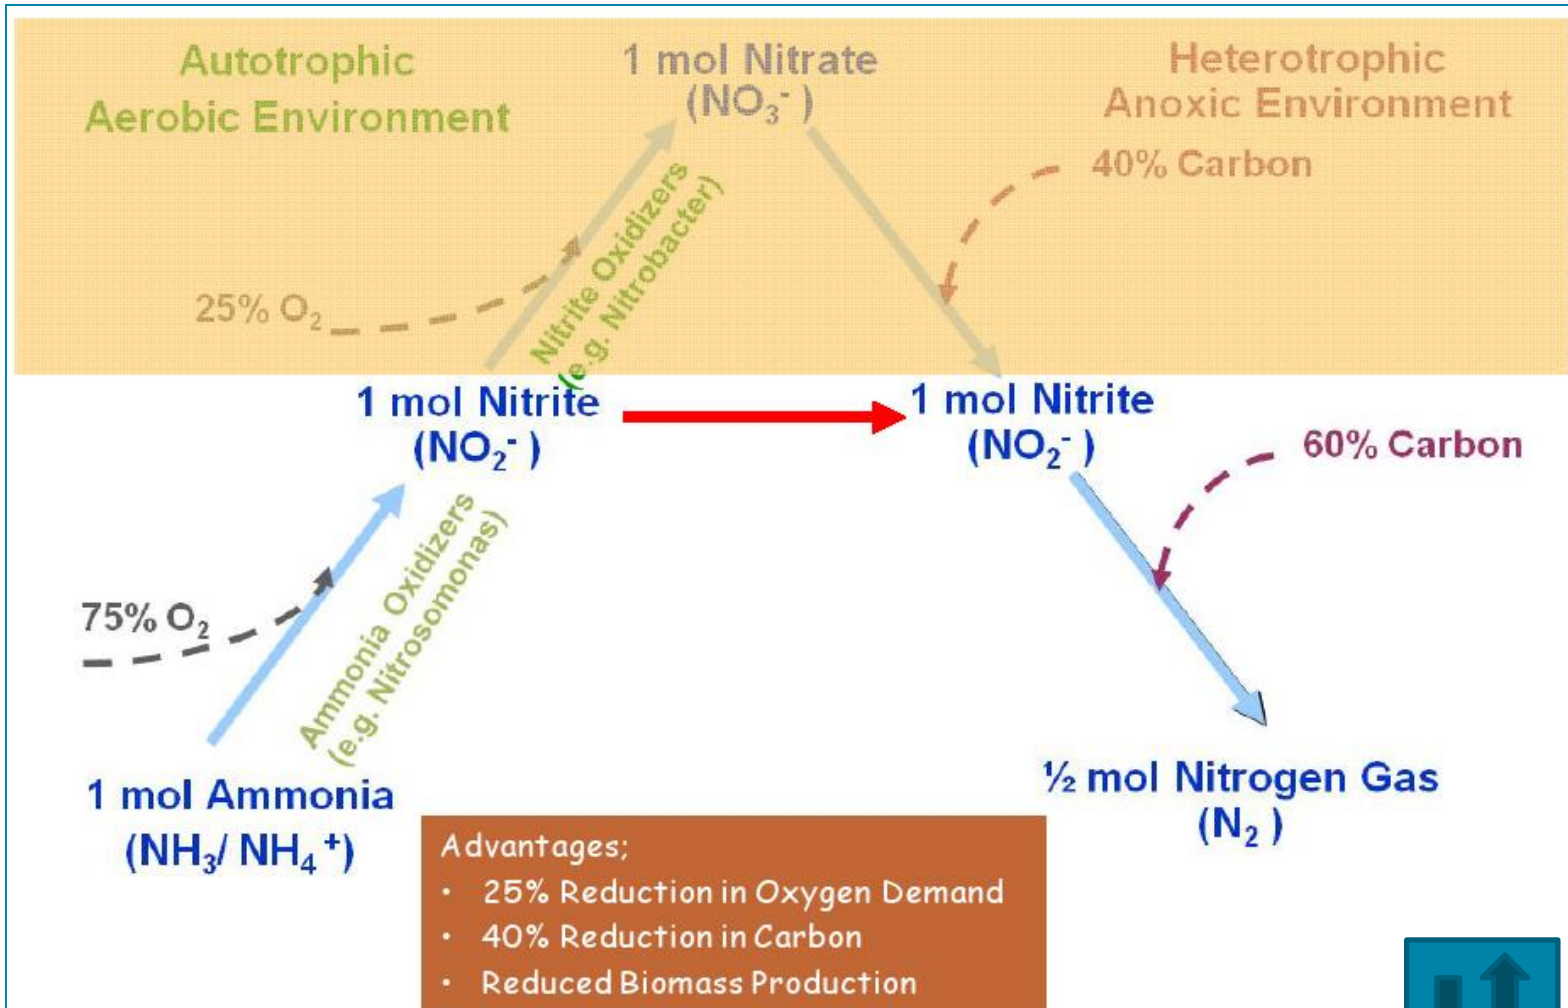 Autotrophic
Aerobic Environment
1 mol Nitrate
(NO₃⁻ )
Heterotrophic
Anoxic Environment
40% Carbon
25% O₂
Nitrite Oxidizers
(e.g. Nitrobacter)
1 mol Nitrite
(NO₂⁻ )
1 mol Nitrite
(NO₂⁻ )
60% Carbon
75% O₂
Ammonia Oxidizers
(e.g. Nitrosomonas)
1 mol Ammonia
(NH₃/ NH₄⁺)
½ mol Nitrogen Gas
(N₂ )
Advantages;
• 25% Reduction in Oxygen Demand
• 40% Reduction in Carbon
• Reduced Biomass Production